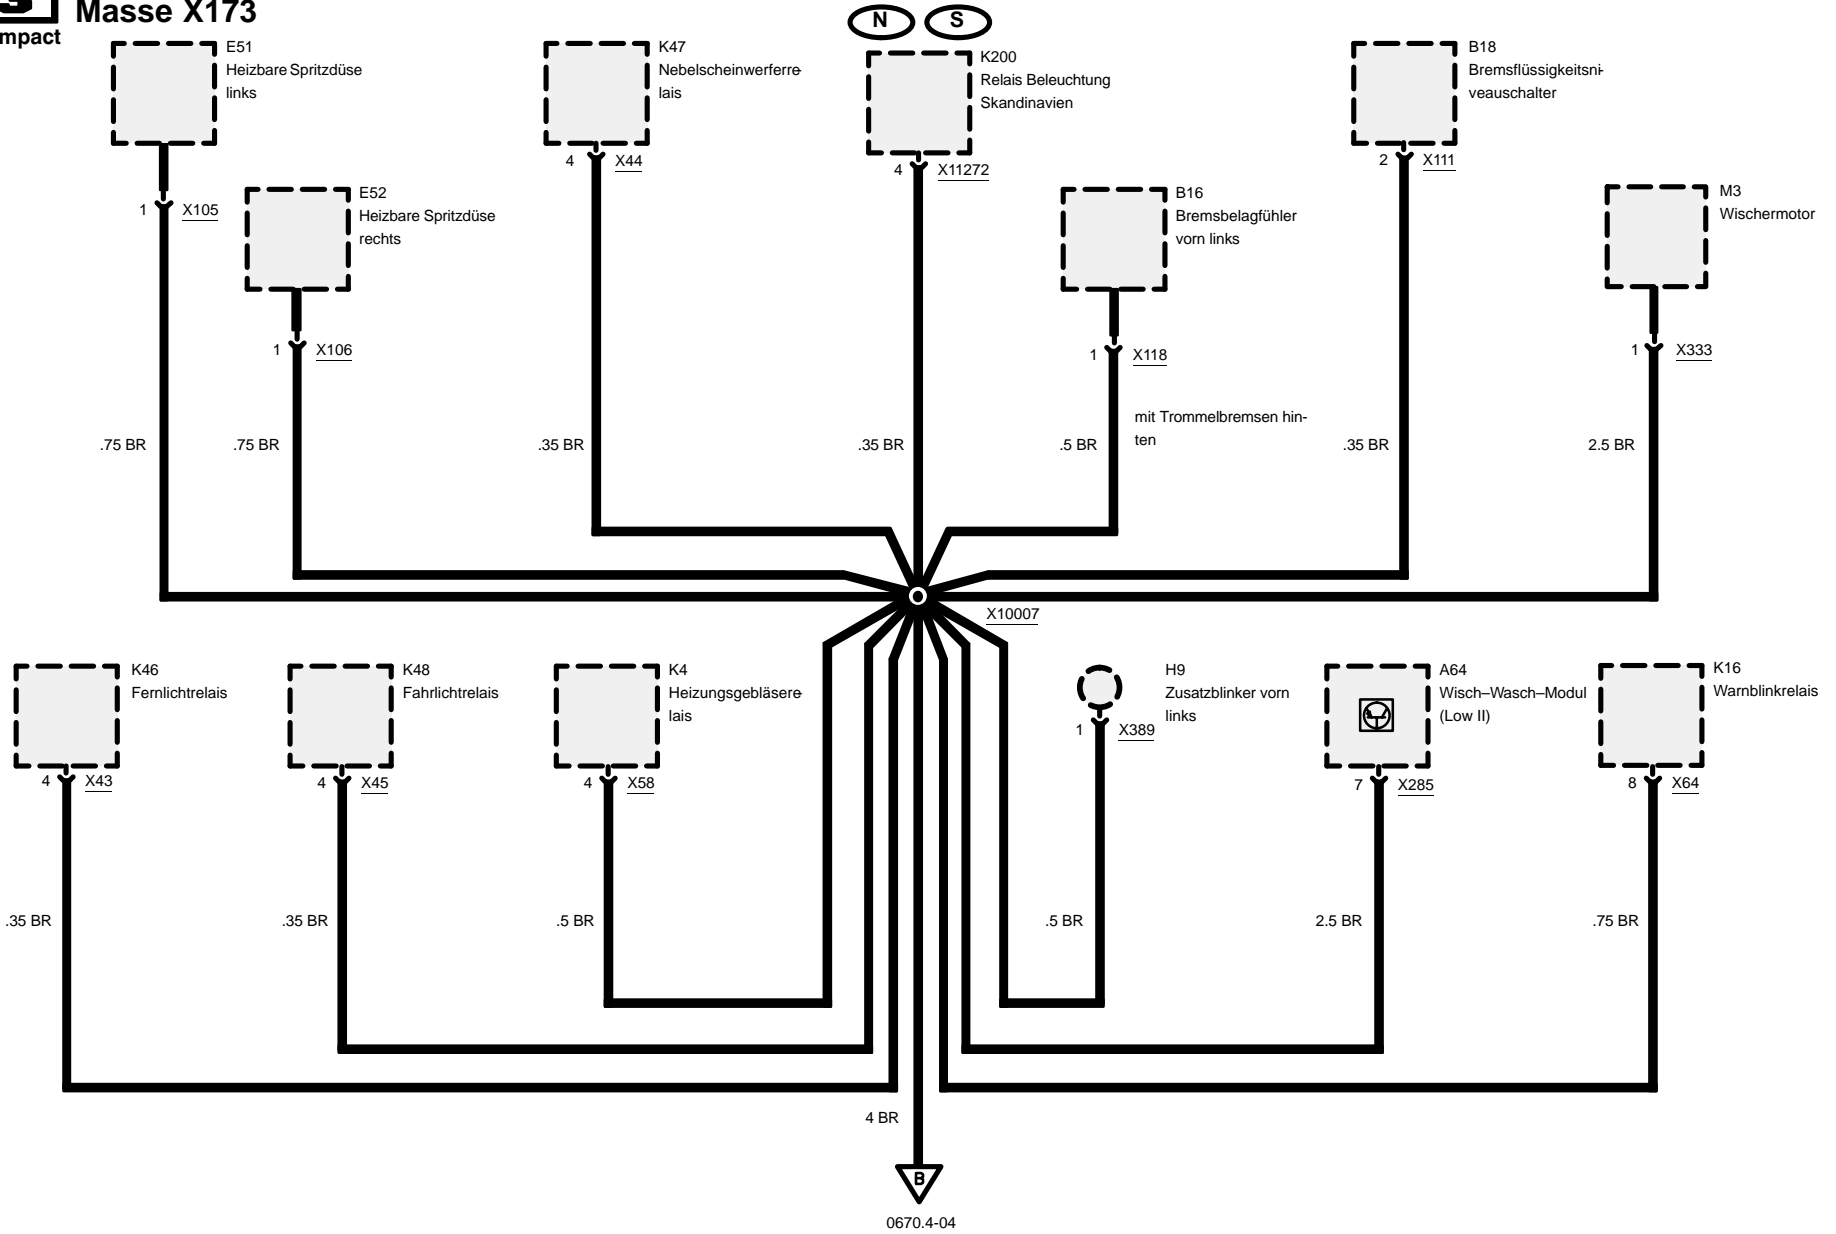 3 Masse X173
mpact
N S
E51
Heizbare Spritzdüse
links
K47
Nebelscheinwerferre-
lais
K200
Relais Beleuchtung
Skandinavien
B18
Bremsflüssigkeitsni-
veauschalter
4 X44
4 X11272
2 X111
1 X105
E52
Heizbare Spritzdüse
rechts
B16
Bremsbelagfühler
vorn links
M3
Wischermotor
1 X106
1 X118
1 X333
mit Trommelbremsen hin-
ten
.75 BR
.75 BR
.35 BR
.35 BR
.5 BR
.35 BR
2.5 BR
X10007
K46
Fernlichtrelais
K48
Fahrlichtrelais
K4
Heizungsgebläsere-
lais
H9
Zusatzblinker vorn
links
A64
Wisch–Wasch–Modul
(Low II)
K16
Warnblinkrelais
4 X43
4 X45
4 X58
1 X389
7 X285
8 X64
.35 BR
.35 BR
.5 BR
.5 BR
2.5 BR
.75 BR
4 BR
B
0670.4-04